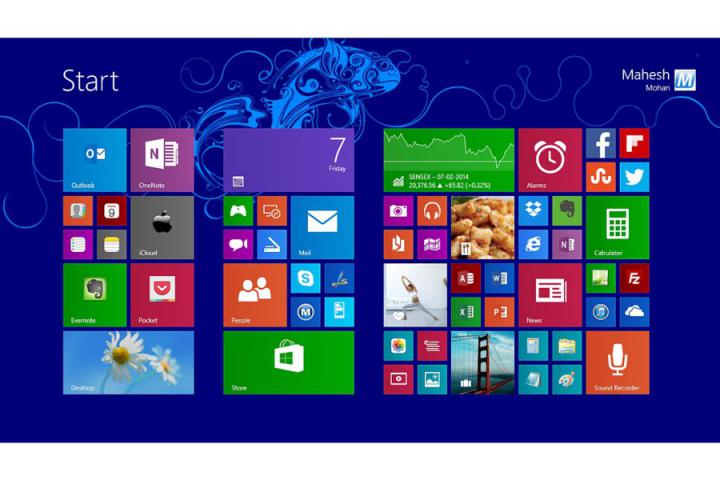 Start
Mahesh
Mohan
Outlook
OneNote
7
Friday
SENSEX - 07-02-2014
20,376.56 ▲ +65.82 (+0.32%)
Alarms
9
iCloud
Mail
Calculator
Evernote
Pocket
People
News
Desktop
Store
Sound Recorder